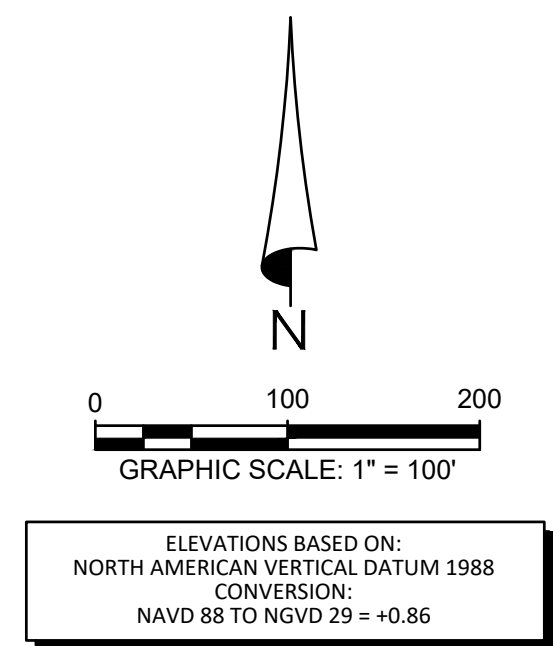 N
0 100 200
GRAPHIC SCALE: 1" = 100'
ELEVATIONS BASED ON:
NORTH AMERICAN VERTICAL DATUM 1988
CONVERSION:
NAVD 88 TO NGVD 29 = +0.86